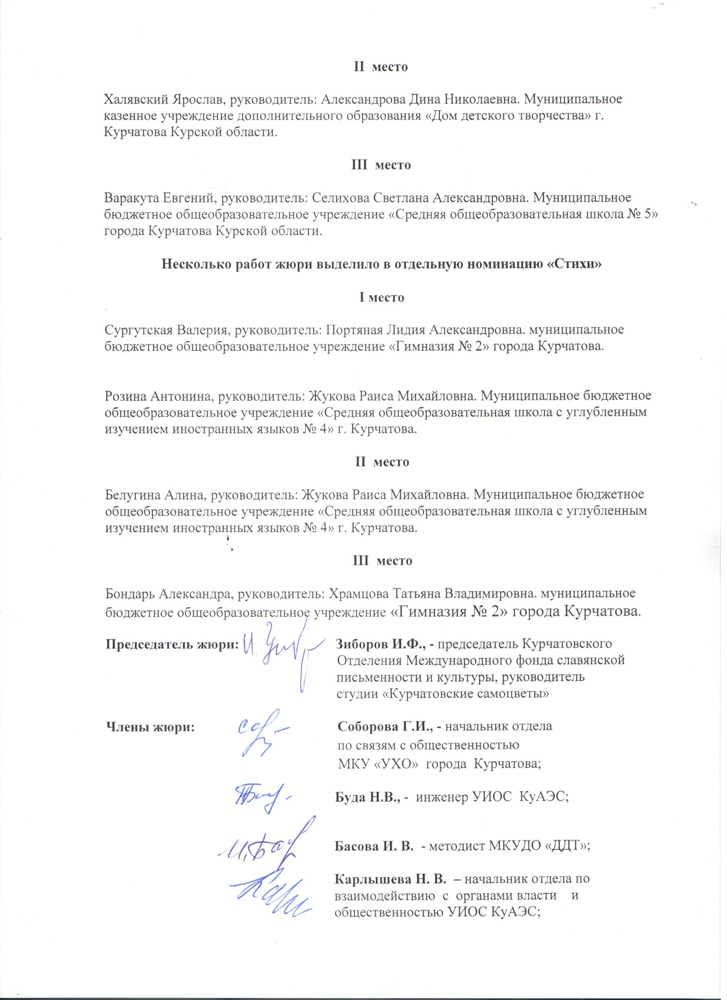 II место
Халявский Ярослав, руководитель: Александрова Дина Николаевна. Муниципальное
казенное учреждение дополнительного образования «Дом детского творчества» г.
Курчатова Курской области.
III место
Варакута Евгений, руководитель: Селихова Светлана Александровна. Муниципальное
бюджетное общеобразовательное учреждение «Средняя общеобразовательная школа № 5»
города Курчатова Курской области.
Несколько работ жюри выделило в отдельную номинацию «Стихи»
I место
Сургутская Валерия, руководитель: Портяная Лидия Александровна. муниципальное
бюджетное общеобразовательное учреждение «Гимназия № 2» города Курчатова.
Розина Антонина, руководитель: Жукова Раиса Михайловна. Муниципальное бюджетное
общеобразовательное учреждение «Средняя общеобразовательная школа с углубленным
изучением иностранных языков № 4» г. Курчатова.
II место
Белугина Алина, руководитель: Жукова Раиса Михайловна. Муниципальное бюджетное
общеобразовательное учреждение «Средняя общеобразовательная школа с углубленным
изучением иностранных языков № 4» г. Курчатова.
III место
Бондарь Александра, руководитель: Храмцова Татьяна Владимировна. муниципальное
бюджетное общеобразовательное учреждение «Гимназия № 2» города Курчатова.
Председатель жюри: Зиборов И.Ф., - председатель Курчатовского
Отделения Международного фонда славянской
письменности и культуры, руководитель
студии «Курчатовские самоцветы»
Члены жюри: Соборова Г.И., - начальник отдела
по связям с общественностью
МКУ «УХО» города Курчатова;
Буда Н.В., - инженер УИОС КуАЭС;
Басова И. В. - методист МКУДО «ДДТ»;
Карлышева Н. В. – начальник отдела по
взаимодействию с органами власти и
общественностью УИОС КуАЭС;